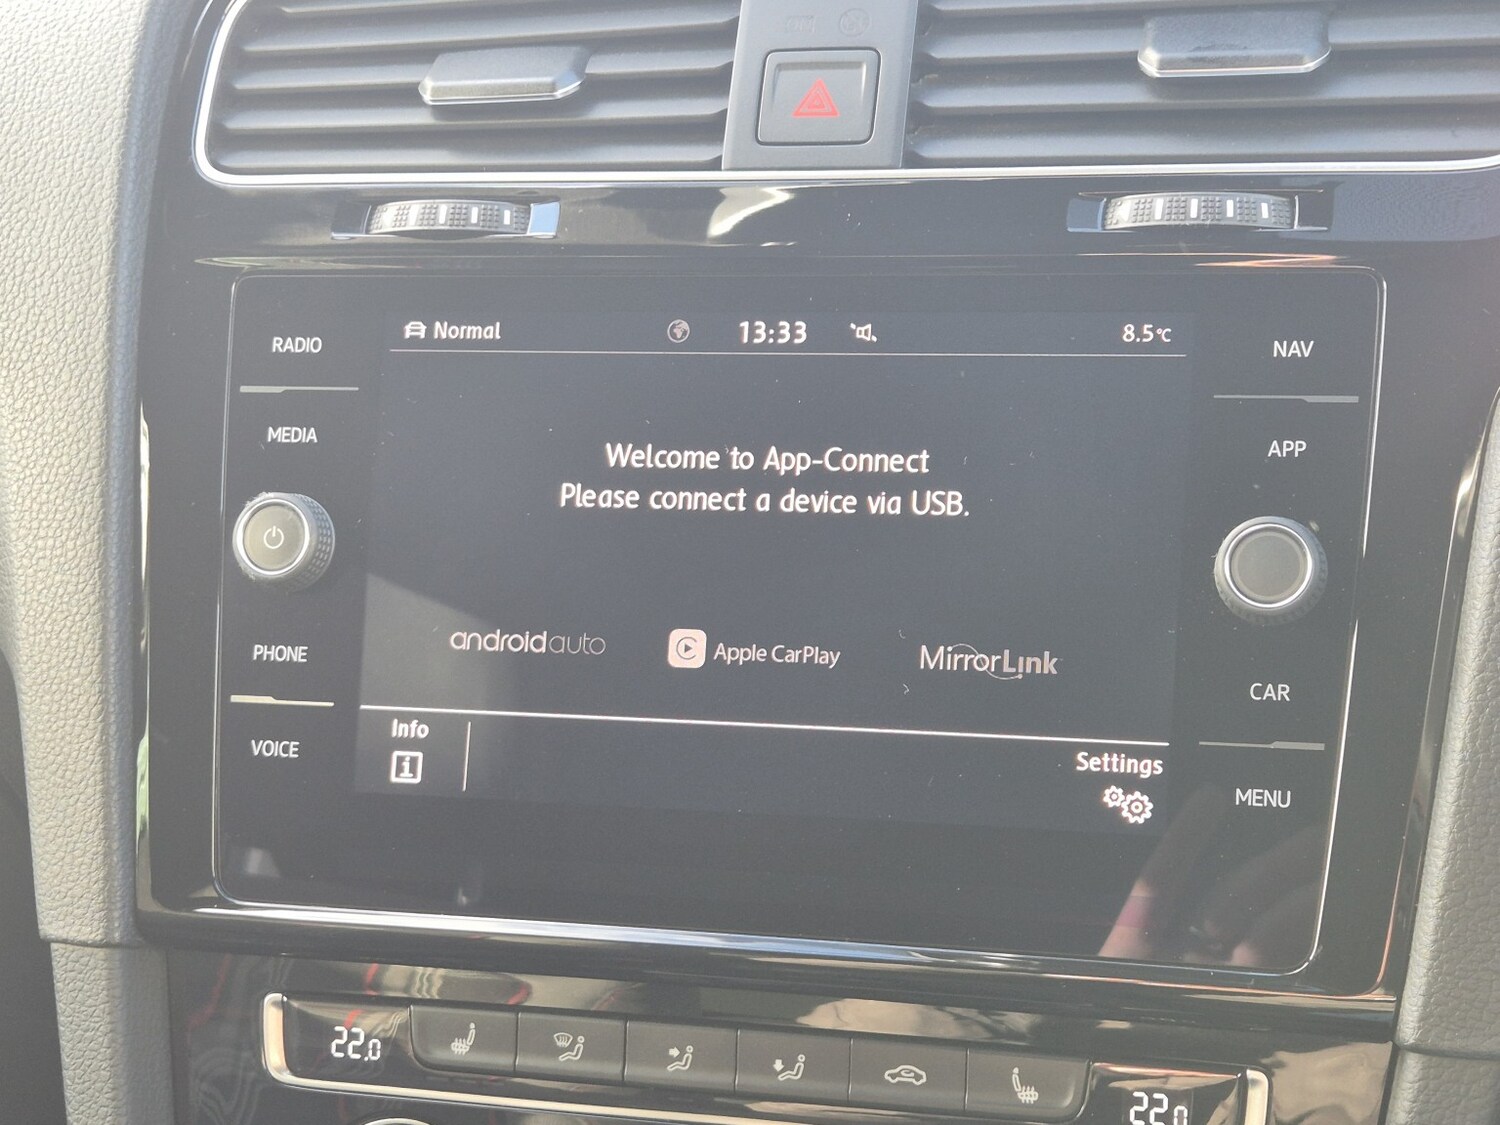 Normal
13:33
8.5°C
RADIO
MEDIA
PHONE
VOICE
Welcome to App-Connect
Please connect a device via USB.
androidauto
Apple CarPlay
MirrorLink
Info
i
Settings
NAV
APP
CAR
MENU
22.0
22.0